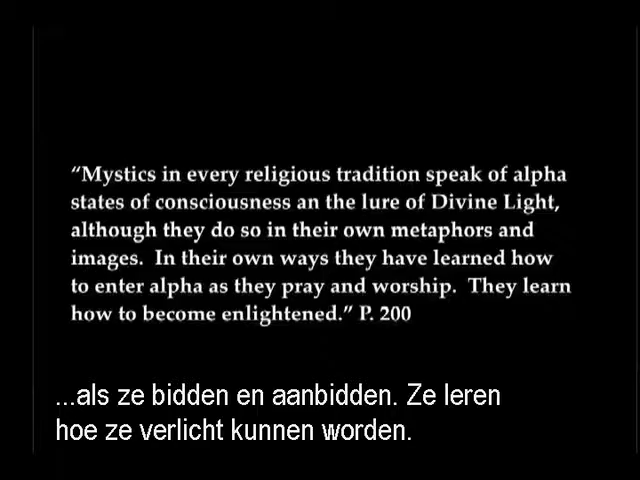 “Mystics in every religious tradition speak of alpha
states of consciousness an the lure of Divine Light,
although they do so in their own metaphors and
images.  In their own ways they have learned how
to enter alpha as they pray and worship.  They learn
how to become enlightened.” P. 200
...als ze bidden en aanbidden. Ze leren
hoe ze verlicht kunnen worden.